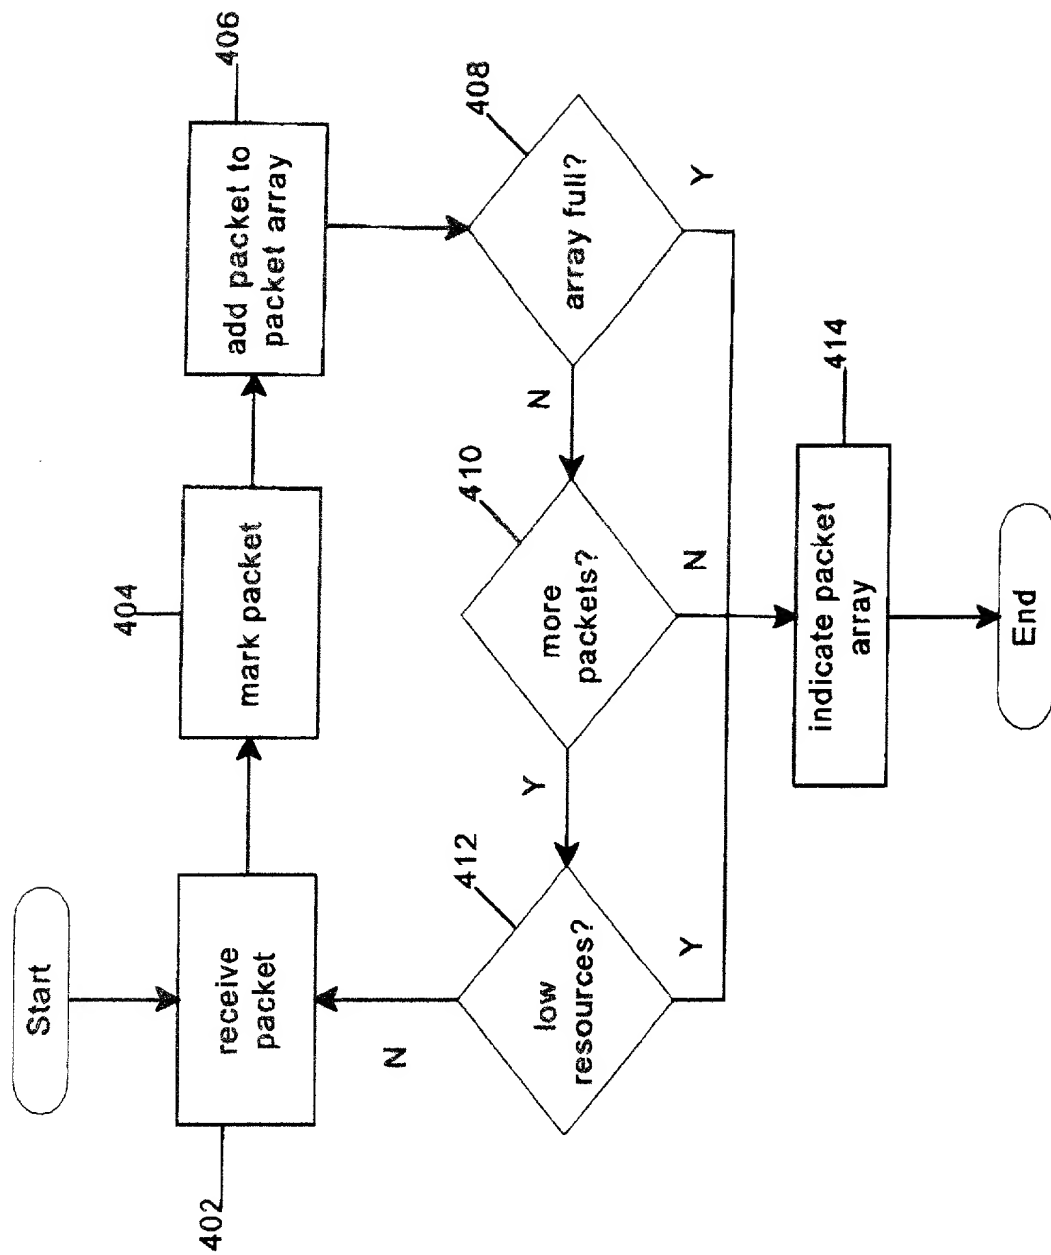 Start
402
receive
packet
404
mark packet
406
add packet to
packet array
408
array full?
Y
N
410
more
packets?
N
Y
412
low
resources?
N
Y
414
indicate packet
array
End